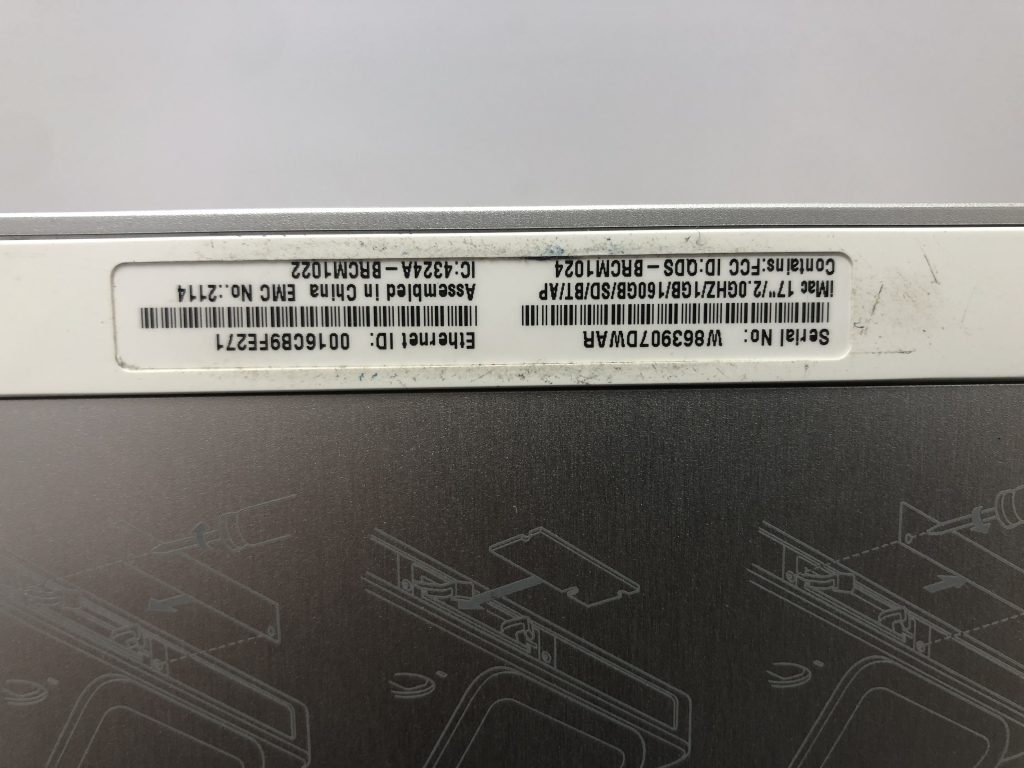 Serial No: W863907DWAR
iMac 17"/2.0GHZ/1GB/160GB/SD/BT/AP
Contains:FCC ID:QDS-BRCM1024
Ethernet ID: 0016CB9FE271
Assembled in China EMC No.:2114
IC:4324A-BRCM1022